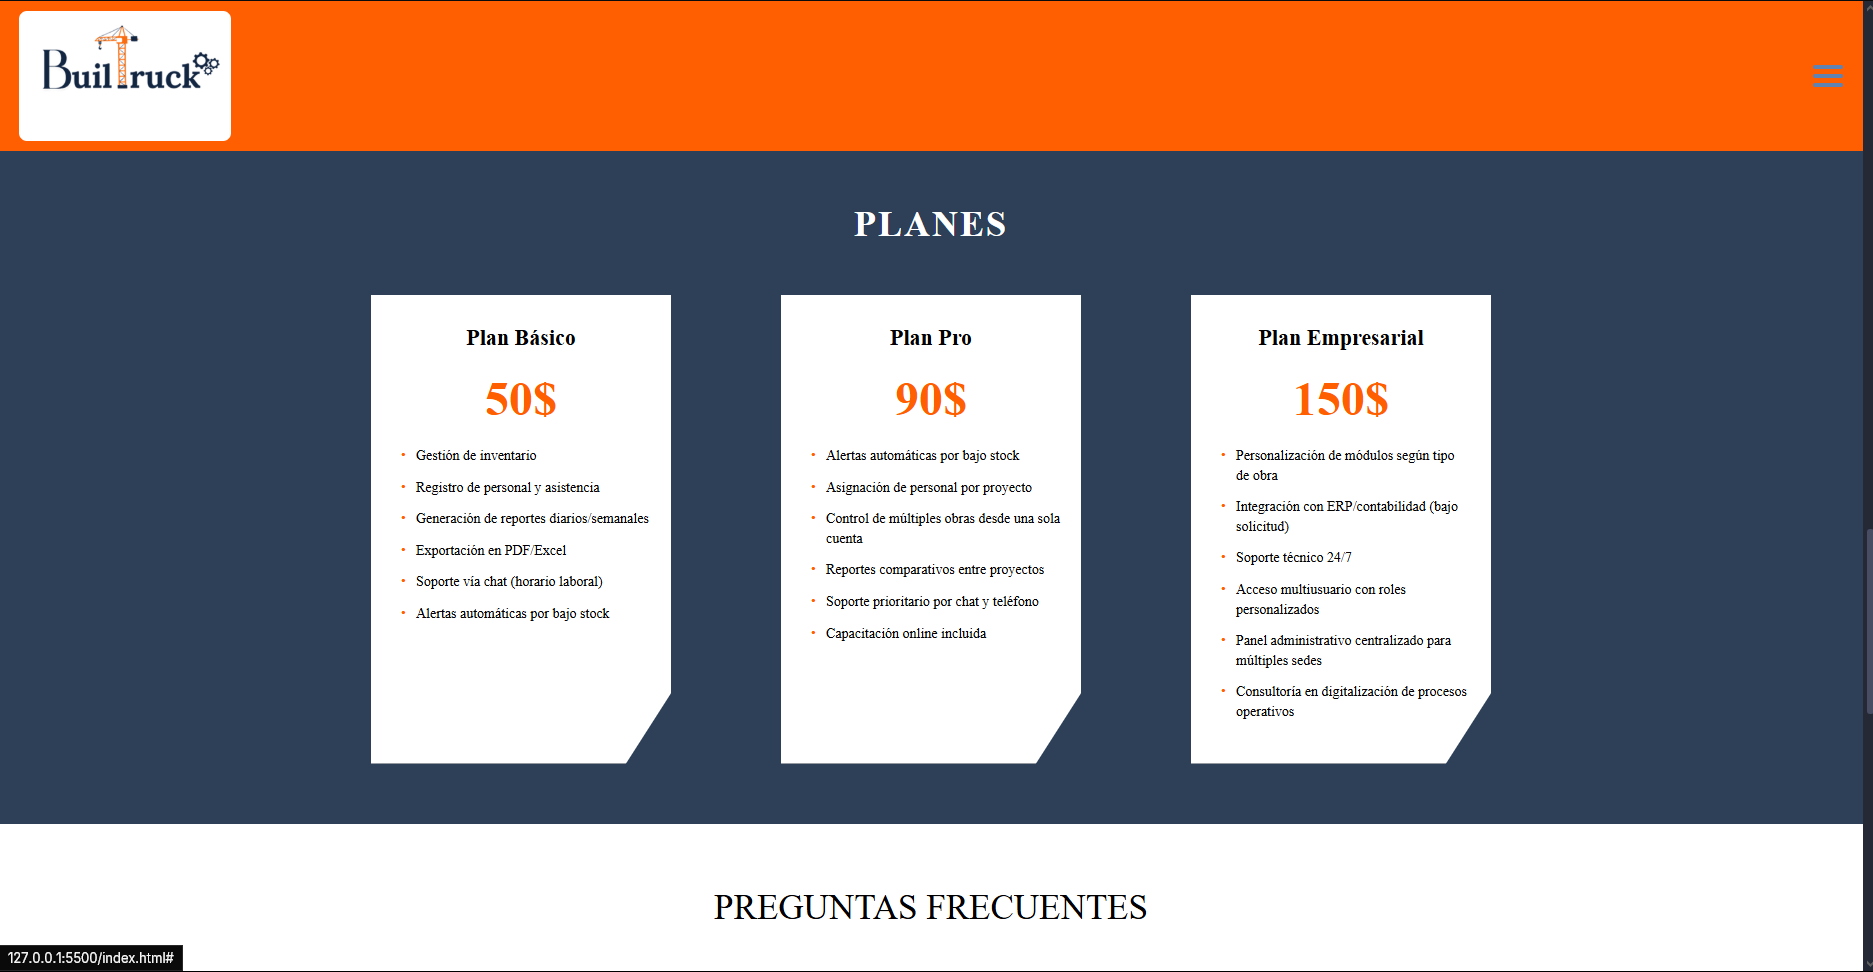 BuilTruck
PLANES
Plan Básico
50$
• Gestión de inventario
• Registro de personal y asistencia
• Generación de reportes diarios/semanales
• Exportación en PDF/Excel
• Soporte vía chat (horario laboral)
• Alertas automáticas por bajo stock
Plan Pro
90$
• Alertas automáticas por bajo stock
• Asignación de personal por proyecto
• Control de múltiples obras desde una sola
cuenta
• Reportes comparativos entre proyectos
• Soporte prioritario por chat y teléfono
• Capacitación online incluida
Plan Empresarial
150$
• Personalización de módulos según tipo
de obra
• Integración con ERP/contabilidad (bajo
solicitud)
• Soporte técnico 24/7
• Acceso multiusuario con roles
personalizados
• Panel administrativo centralizado para
múltiples sedes
• Consultoría en digitalización de procesos
operativos
PREGUNTAS FRECUENTES
127.0.0.1:5500/index.html#